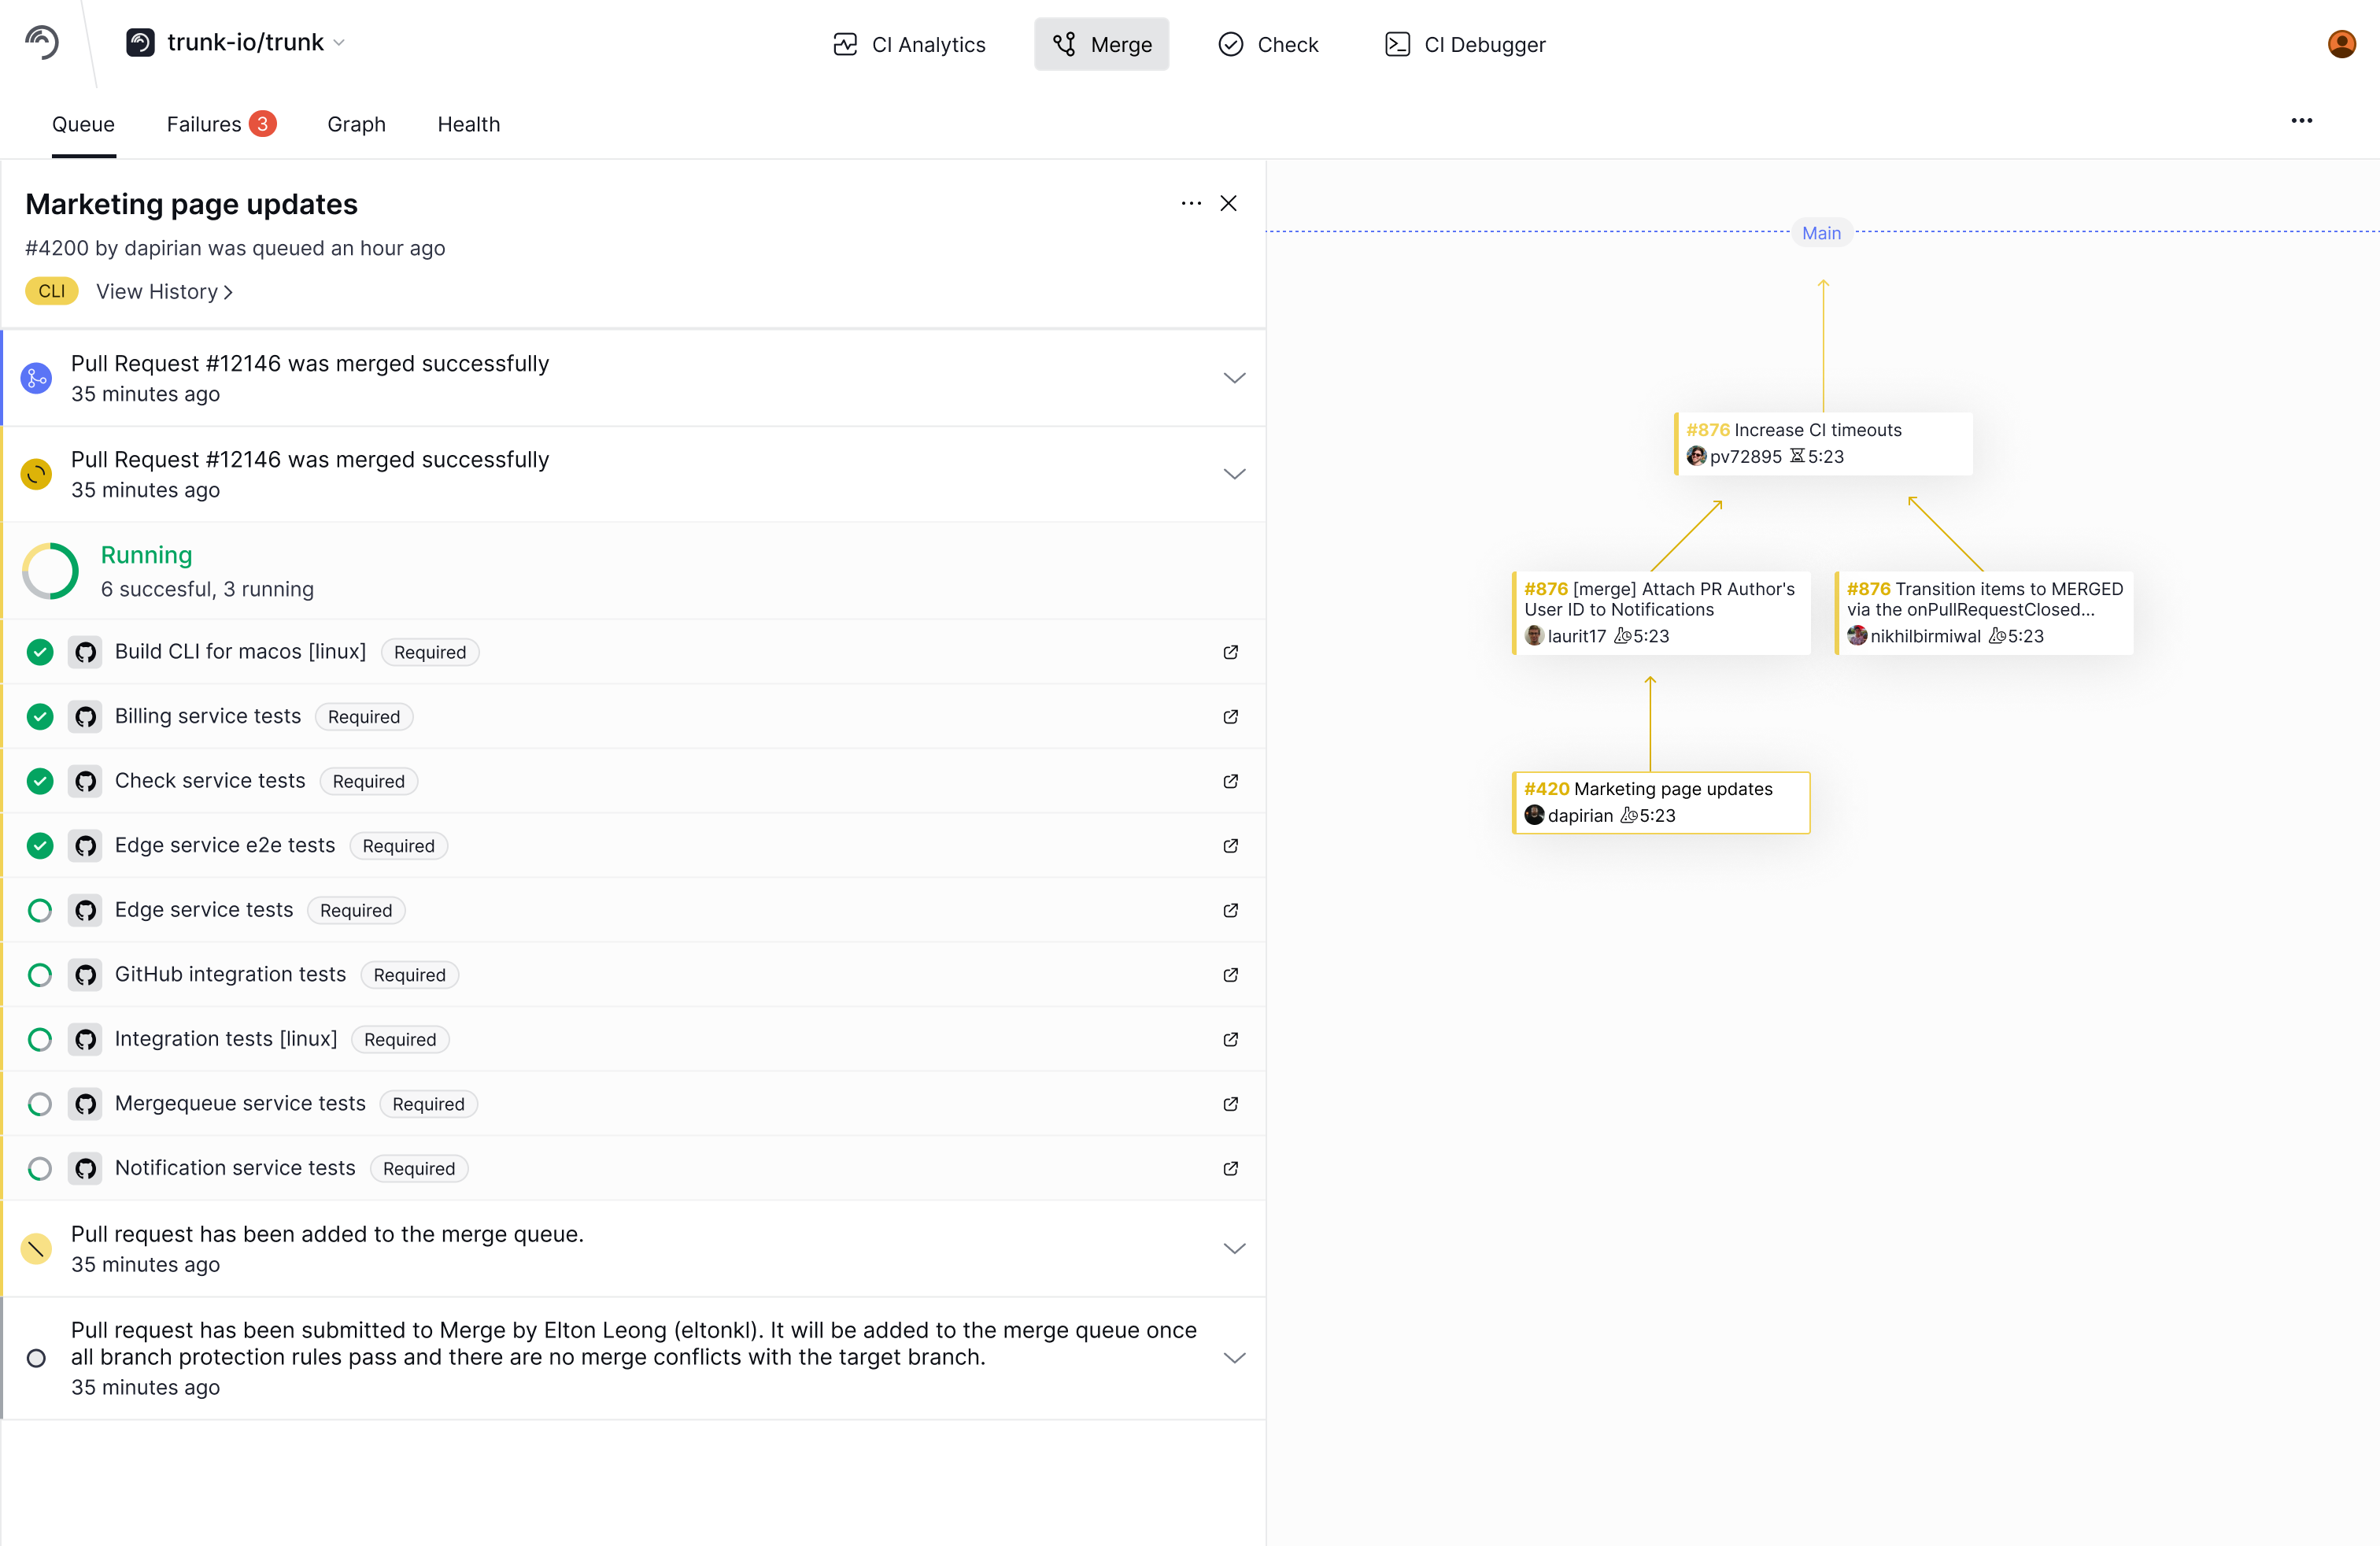 trunk-io/trunk
CI Analytics
Merge
Check
CI Debugger
Queue
Failures 3
Graph
Health
Marketing page updates
#4200 by dapirian was queued an hour ago
CLI
View History
Pull Request #12146 was merged successfully
35 minutes ago
Pull Request #12146 was merged successfully
35 minutes ago
Running
6 succesful, 3 running
Build CLI for macos [linux] Required
Billing service tests Required
Check service tests Required
Edge service e2e tests Required
Edge service tests Required
GitHub integration tests Required
Integration tests [linux] Required
Mergequeue service tests Required
Notification service tests Required
Pull request has been added to the merge queue.
35 minutes ago
Pull request has been submitted to Merge by Elton Leong (eltonkl). It will be added to the merge queue once
all branch protection rules pass and there are no merge conflicts with the target branch.
35 minutes ago
Main
#876 Increase CI timeouts
pv72895 5:23
#876 [merge] Attach PR Author's
User ID to Notifications
laurit17 5:23
#876 Transition items to MERGED
via the onPullRequestClosed...
nikhilbirmiwal 5:23
#420 Marketing page updates
dapirian 5:23